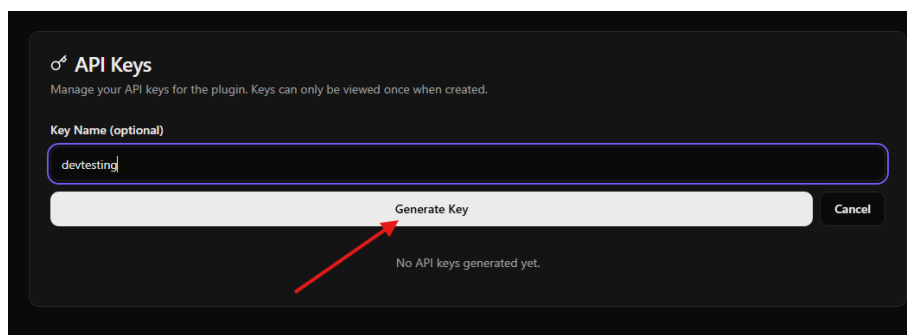 API Keys
Manage your API keys for the plugin. Keys can only be viewed once when created.
Key Name (optional)
devtesting
Generate Key
Cancel
No API keys generated yet.